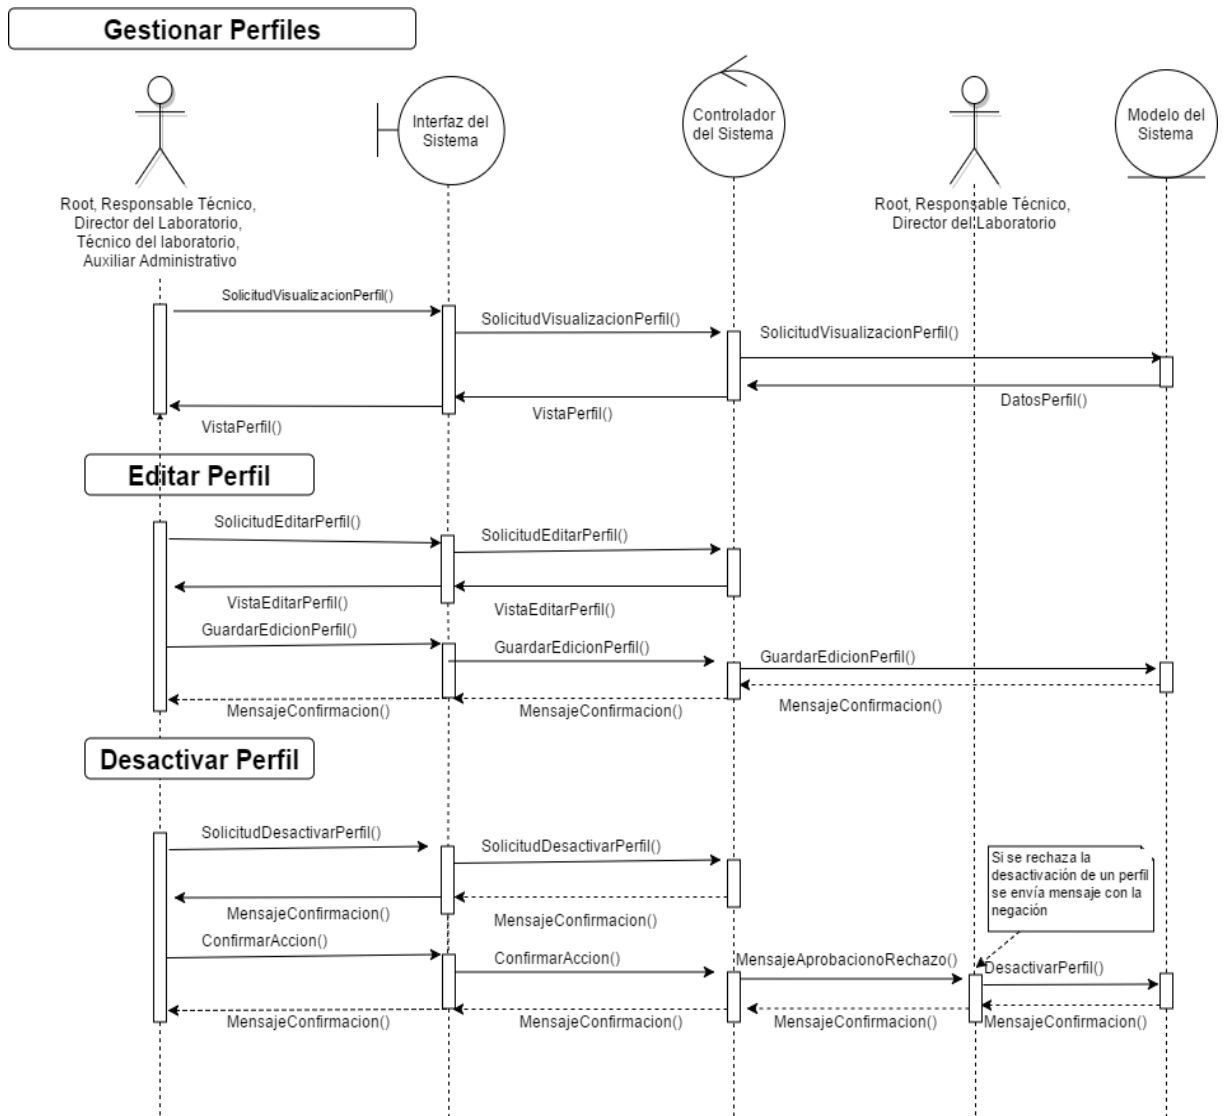 Gestionar Perfiles
Interfaz del
Sistema
Controlador
del Sistema
Modelo del
Sistema
Root, Responsable Técnico,
Director del Laboratorio,
Técnico del laboratorio,
Auxiliar Administrativo
Root, Responsable Técnico,
Director del Laboratorio
SolicitudVisualizacionPerfil()
SolicitudVisualizacionPerfil()
SolicitudVisualizacionPerfil()
DatosPerfil()
VistaPerfil()
VistaPerfil()
Editar Perfil
SolicitudEditarPerfil()
SolicitudEditarPerfil()
VistaEditarPerfil()
VistaEditarPerfil()
GuardarEdicionPerfil()
GuardarEdicionPerfil()
GuardarEdicionPerfil()
MensajeConfirmacion()
MensajeConfirmacion()
MensajeConfirmacion()
Desactivar Perfil
SolicitudDesactivarPerfil()
SolicitudDesactivarPerfil()
Si se rechaza la
desactivación de un perfil
se envía mensaje con la
negación
MensajeConfirmacion()
MensajeConfirmacion()
ConfirmarAccion()
ConfirmarAccion()
MensajeAprobacionoRechazo()
DesactivarPerfil()
MensajeConfirmacion()
MensajeConfirmacion()
MensajeConfirmacion()
MensajeConfirmacion()